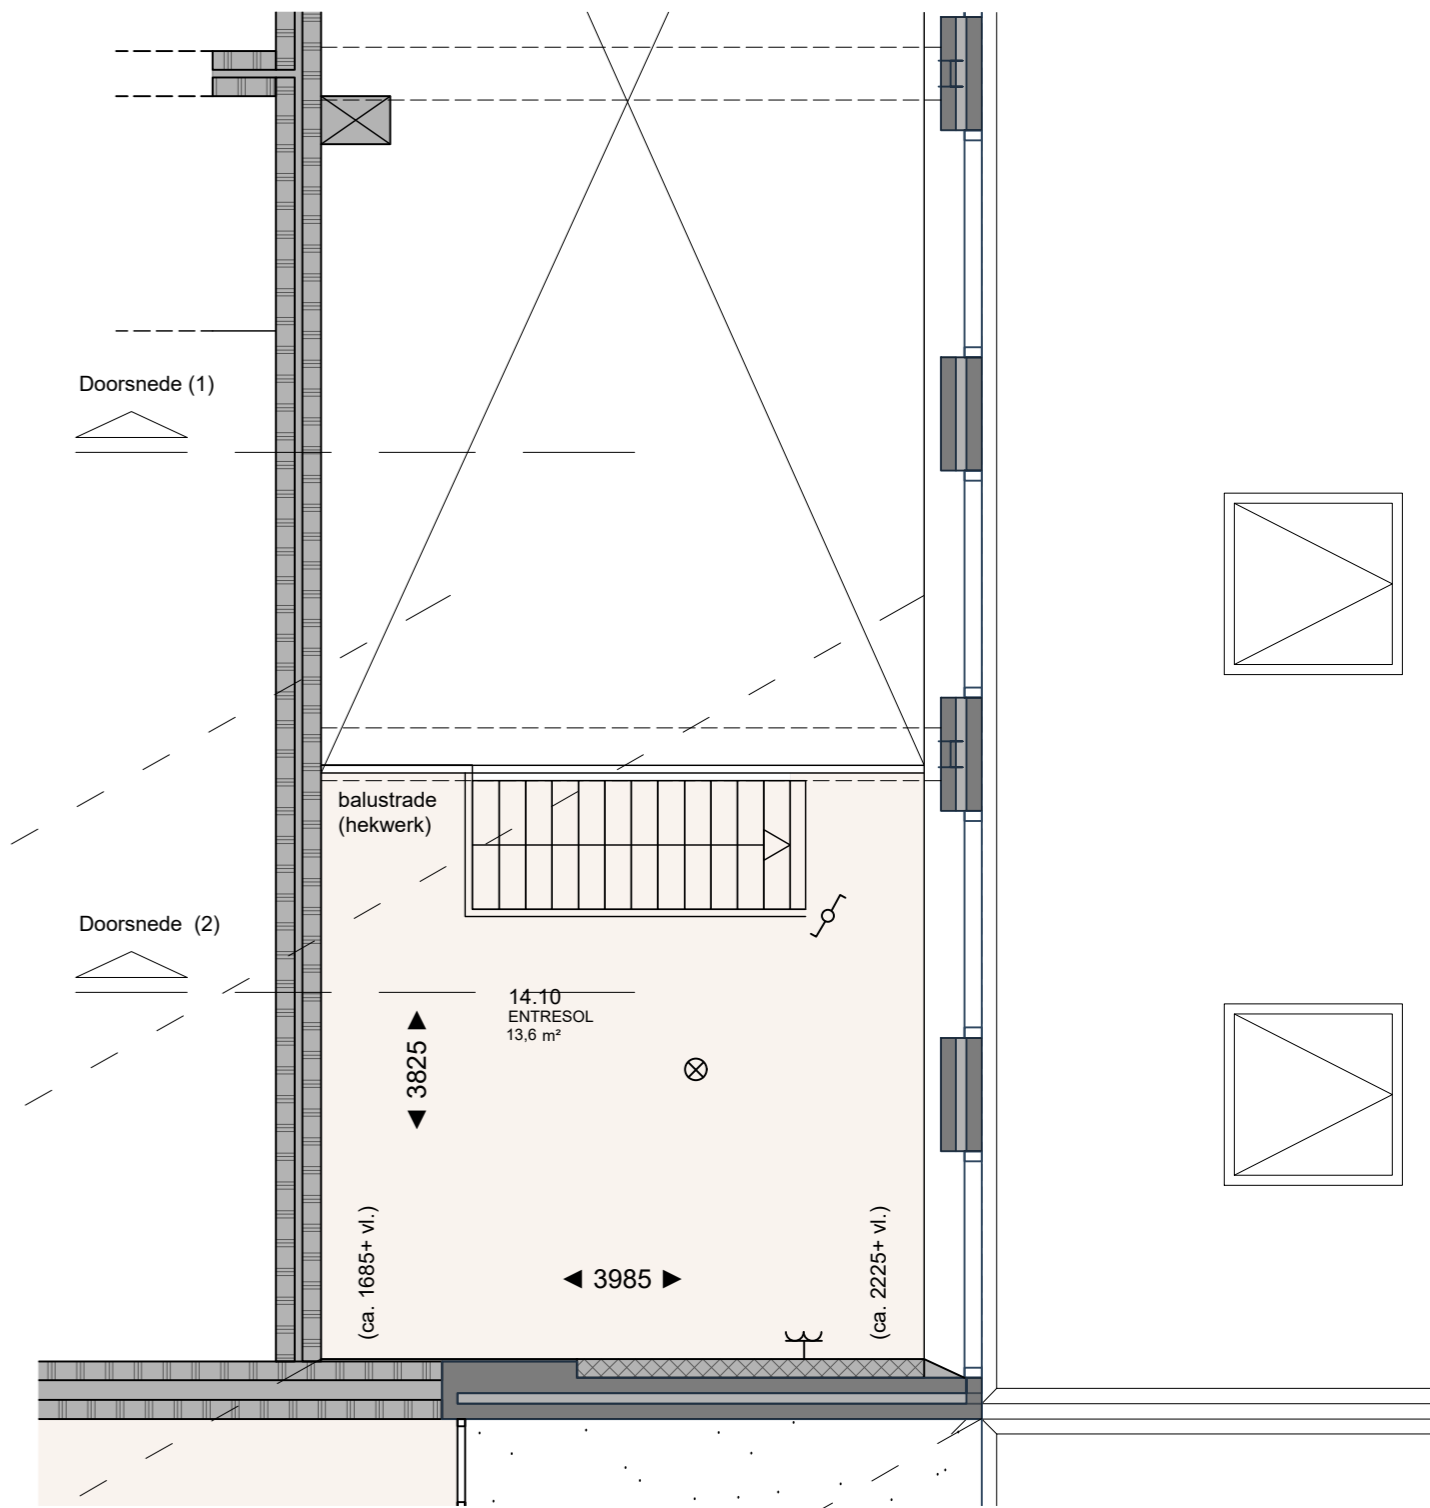 Doorsnede (1)
balustrade
(hekwerk)
Doorsnede (2)
14.10
ENTRESOL
13,6 m²
3825
(ca. 1685+ vl.)
3985
(ca. 2225+ vl.)